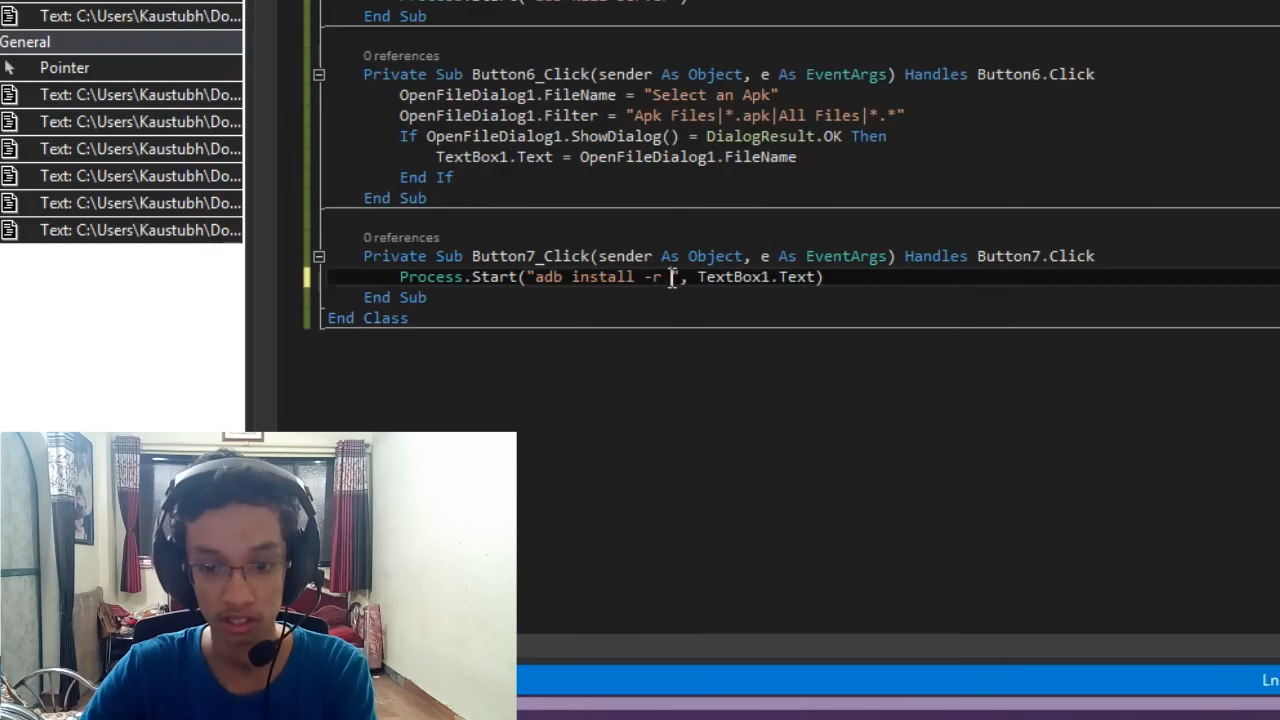 Text: C:\Users\Kaustubh\Do...
General
Pointer
Text: C:\Users\Kaustubh\Do...
Text: C:\Users\Kaustubh\Do...
Text: C:\Users\Kaustubh\Do...
Text: C:\Users\Kaustubh\Do...
Text: C:\Users\Kaustubh\Do...
Text: C:\Users\Kaustubh\Do...
End Sub
0 references
Private Sub Button6_Click(sender As Object, e As EventArgs) Handles Button6.Click
OpenFileDialog1.FileName = "Select an Apk"
OpenFileDialog1.Filter = "Apk Files|*.apk|All Files|*.*"
If OpenFileDialog1.ShowDialog() = DialogResult.OK Then
TextBox1.Text = OpenFileDialog1.FileName
End If
End Sub
0 references
Private Sub Button7_Click(sender As Object, e As EventArgs) Handles Button7.Click
Process.Start("adb install -r ", TextBox1.Text)
End Sub
End Class
Ln